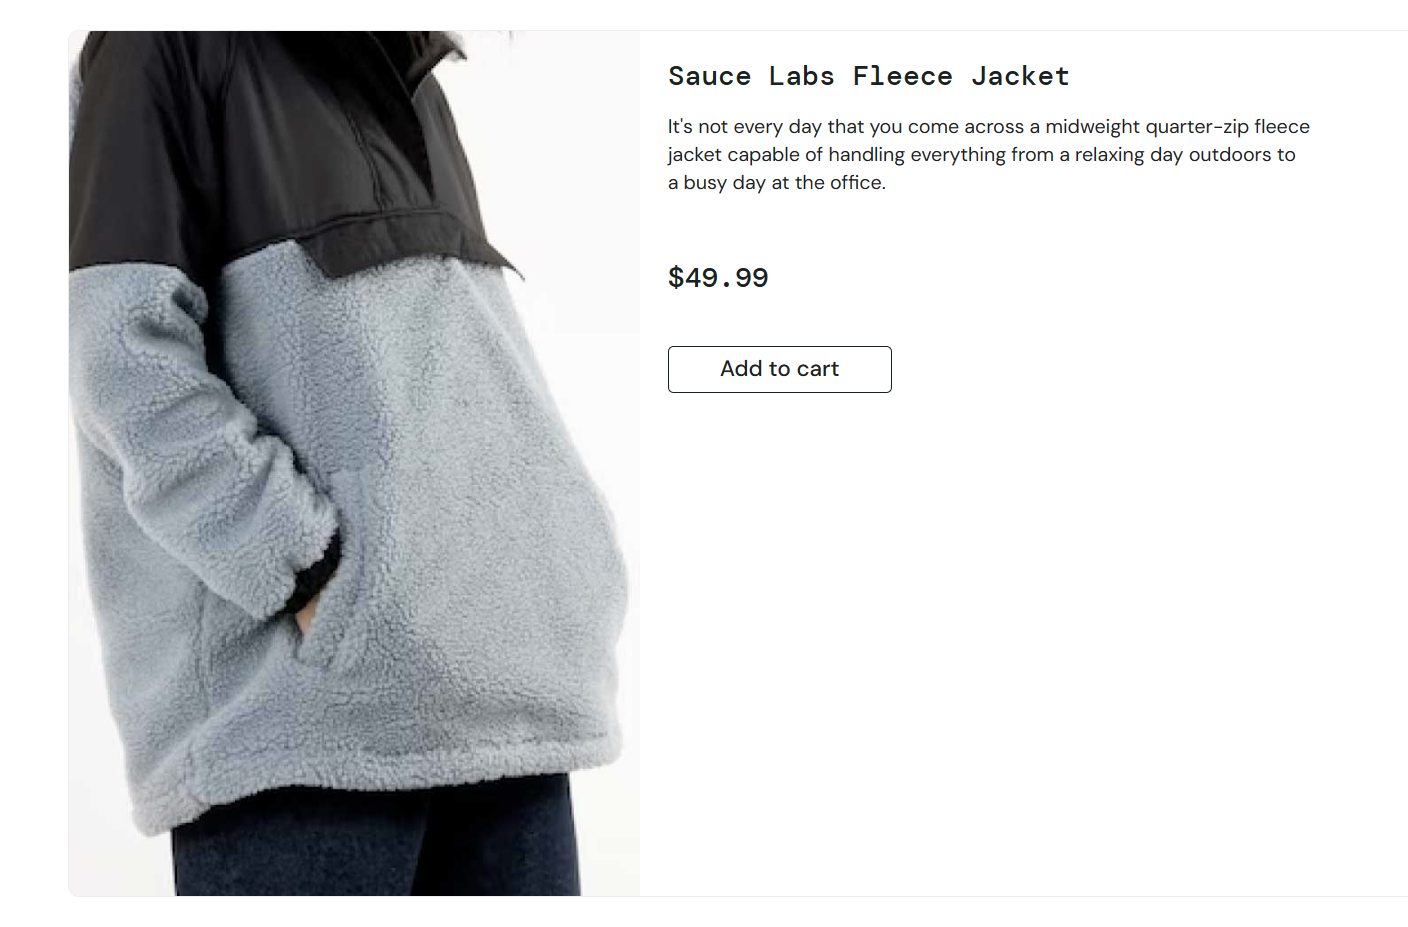 Sauce Labs Fleece Jacket
It's not every day that you come across a midweight quarter-zip fleece
jacket capable of handling everything from a relaxing day outdoors to
a busy day at the office.
$49.99
Add to cart